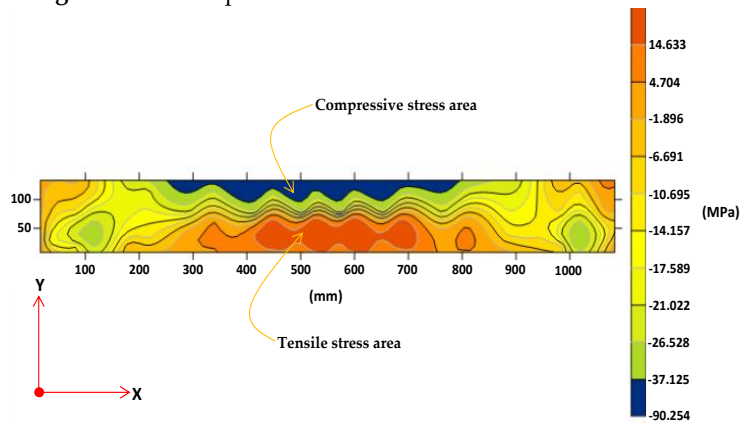 Compressive stress area
100
50
100 200 300 400 500 600 700 800 900 1000
(mm)
Tensile stress area
Y
X
14.633
4.704
-1.896
-6.691
-10.695
-14.157
-17.589
-21.022
-26.528
-37.125
-90.254
(MPa)